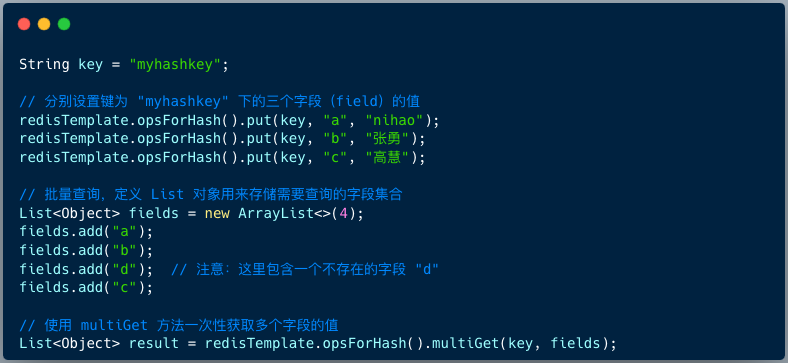 String key = "myhashkey";
// 分别设置键为 "myhashkey" 下的三个字段（field）的值
redisTemplate.opsForHash().put(key, "a", "nihao");
redisTemplate.opsForHash().put(key, "b", "张勇");
redisTemplate.opsForHash().put(key, "c", "高慧");
// 批量查询，定义 List 对象用来存储需要查询的字段集合
List<Object> fields = new ArrayList<>(4);
fields.add("a");
fields.add("b");
fields.add("d");  // 注意：这里包含一个不存在的字段 "d"
fields.add("c");
// 使用 multiGet 方法一次性获取多个字段的值
List<Object> result = redisTemplate.opsForHash().multiGet(key, fields);